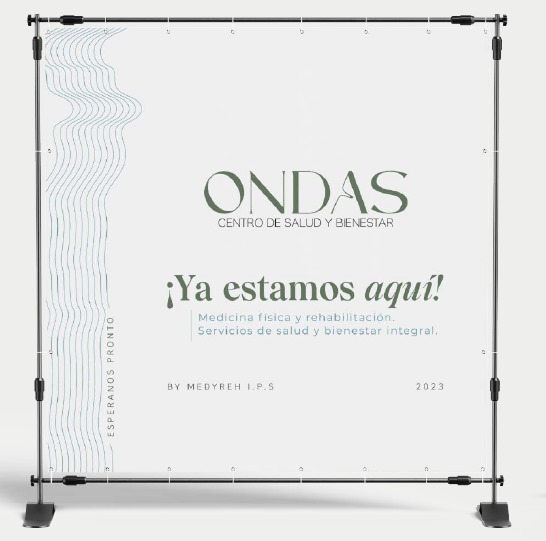 ONDAS
CENTRO DE SALUD Y BIENESTAR
¡Ya estamos aquí!
Medicina física y rehabilitación.
Servicios de salud y bienestar integral.
ESPERANOS PRONTO
BY MEDYREH I.P.S
2023